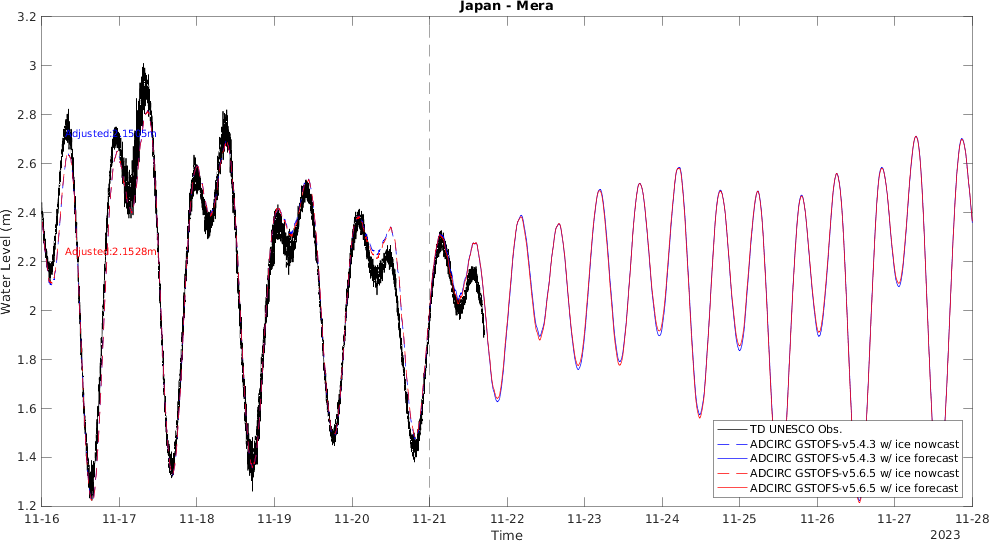 Japan - Mera
3.2
3
2.8
2.6
2.4
2.2
2
1.8
1.6
1.4
1.2
Water Level (m)
Adjusted:2.1528m
11-16
11-17
11-18
11-19
11-20
11-21
11-22
11-23
11-24
11-25
11-26
11-27
11-28
Time
2023
TD UNESCO Obs.
ADCIRC GSTOFS-v5.4.3 w/ ice nowcast
ADCIRC GSTOFS-v5.4.3 w/ ice forecast
ADCIRC GSTOFS-v5.6.5 w/ ice nowcast
ADCIRC GSTOFS-v5.6.5 w/ ice forecast